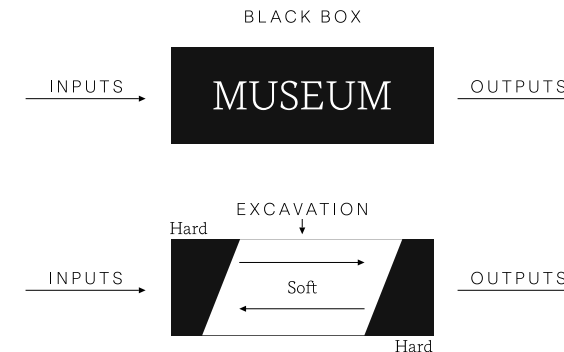 BLACK BOX
INPUTS
MUSEUM
OUTPUTS
EXCAVATION
Hard
INPUTS
Soft
OUTPUTS
Hard